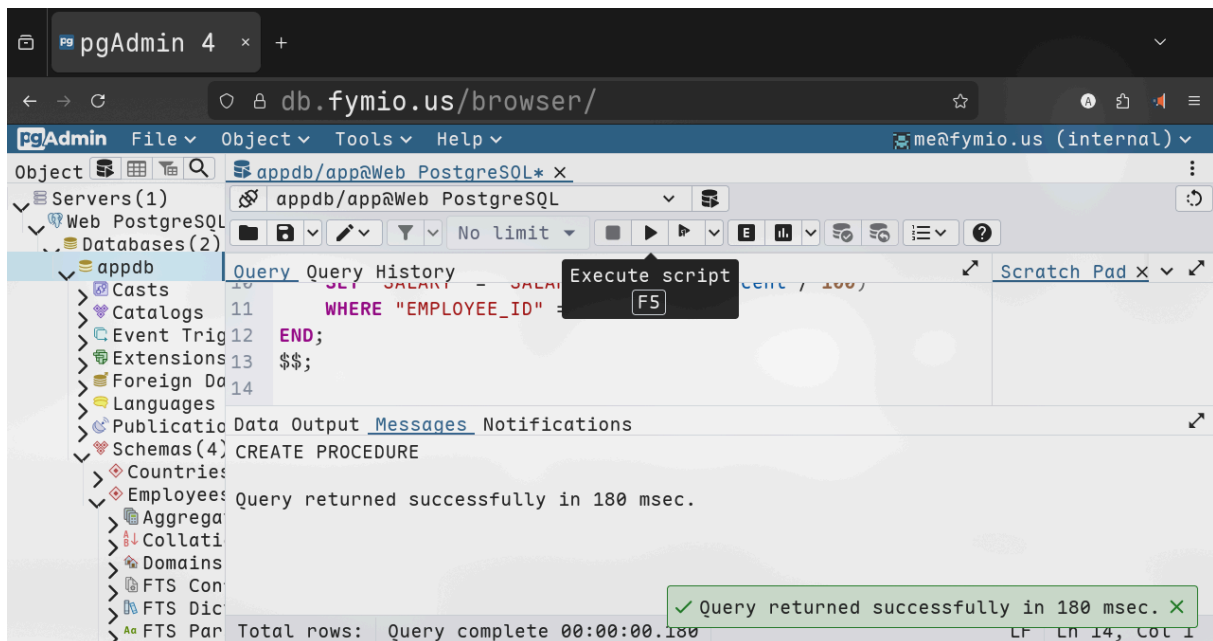 pgAdmin 4
db.fymio.us/browser/
pgAdmin File Object Tools Help me@fymio.us (internal)
Object appdb/app@Web PostgreSQL*
Servers(1) appdb/app@Web PostgreSQL
Web PostgreSQL
Databases(2) No limit
appdb Query Query History Execute script F5 Scratch Pad
Casts 10 SET "SALARY" = 100)
Catalogs 11 WHERE "EMPLOYEE_ID" =
Event Trig 12 END;
Extensions 13 $$;
Foreign Da 14
Languages
Publicatio Data Output Messages Notifications
Schemas(4) CREATE PROCEDURE
Countries
Employees Query returned successfully in 180 msec.
Aggrega
Collati
Domains
FTS Con
FTS Dic Query returned successfully in 180 msec.
FTS Par Total rows: Query complete 00:00:00.180 LF Ln 14, Col 1